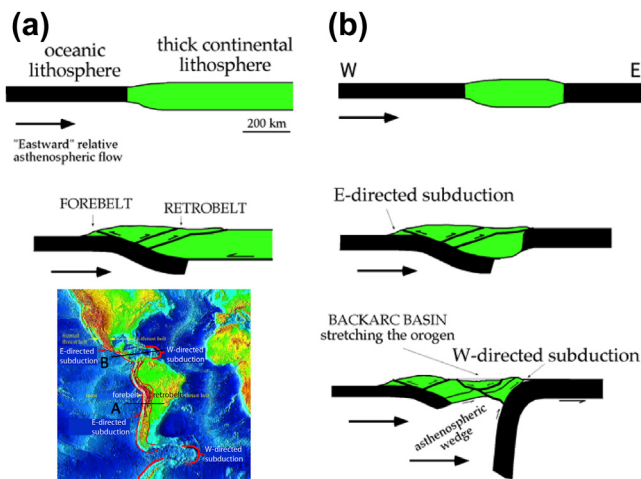 (a)
oceanic
lithosphere
thick continental
lithosphere
"Eastward" relative
asthenospheric flow
200 km
FOREBELT
RETROBELT
E-directed
subduction
B
W-directed
subduction
forebelt
retrobelt
A
E-directed
subduction
W-directed
subduction
(b)
W
E
E-directed subduction
BACKARC BASIN
stretching the orogen
W-directed subduction
asthenospheric
wedge